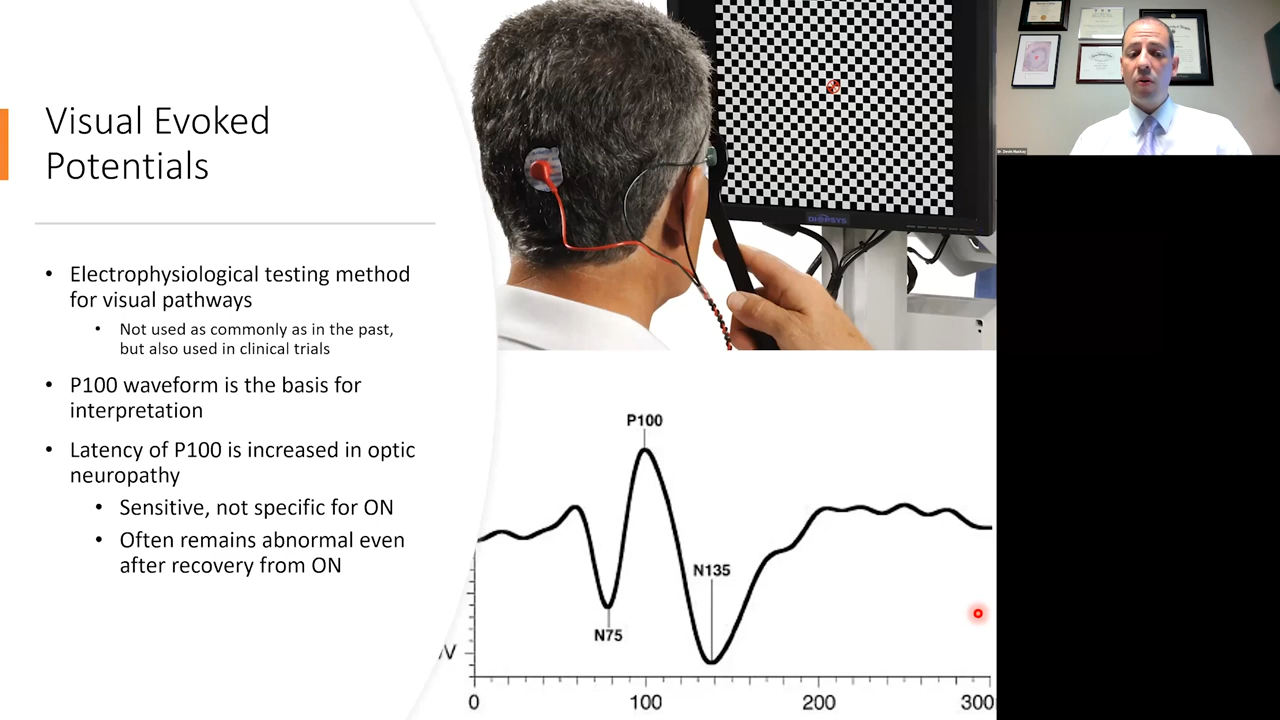 Visual Evoked
Potentials
• Electrophysiological testing method
for visual pathways
• Not used as commonly as in the past,
but also used in clinical trials
• P100 waveform is the basis for
interpretation
• Latency of P100 is increased in optic
neuropathy
• Sensitive, not specific for ON
• Often remains abnormal even
after recovery from ON
DIOPSYS
P100
N135
N75
V
0 100 200 300
Dr. Devin Mackay